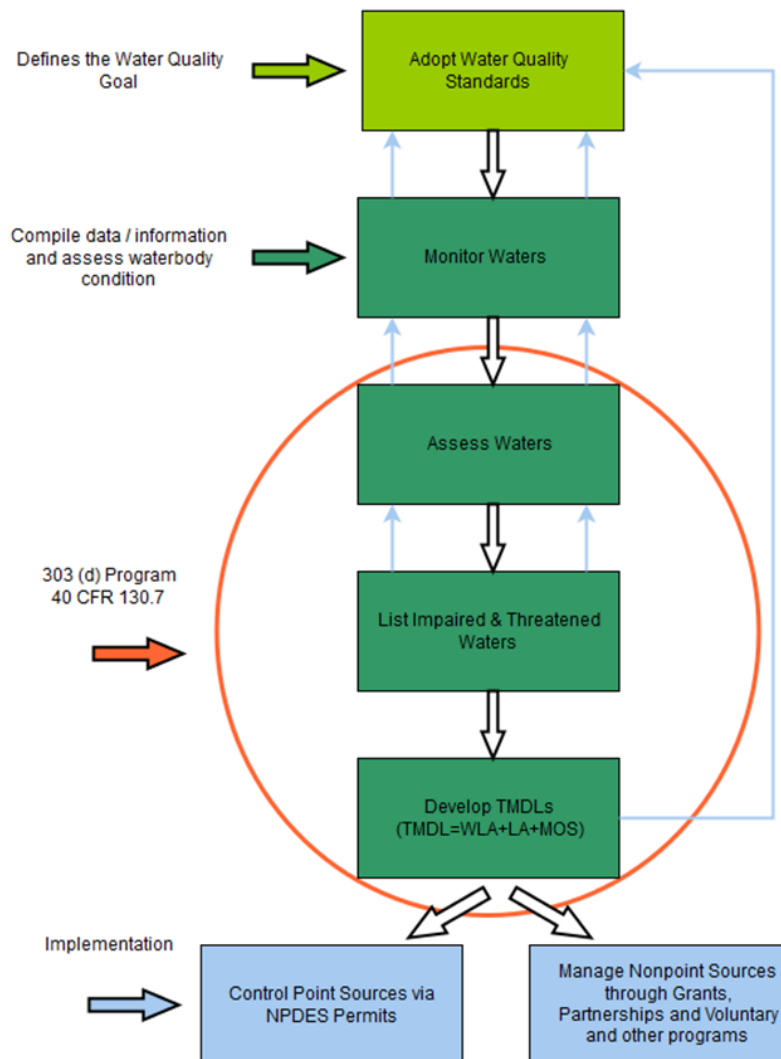 Defines the Water Quality
Goal
Adopt Water Quality
Standards
Compile data / information
and assess waterbody
condition
Monitor Waters
Assess Waters
303 (d) Program
40 CFR 130.7
List Impaired & Threatened
Waters
Develop TMDLs
(TMDL=WLA+LA+MOS)
Implementation
Control Point Sources via
NPDES Permits
Manage Nonpoint Sources
through Grants,
Partnerships and Voluntary
and other programs